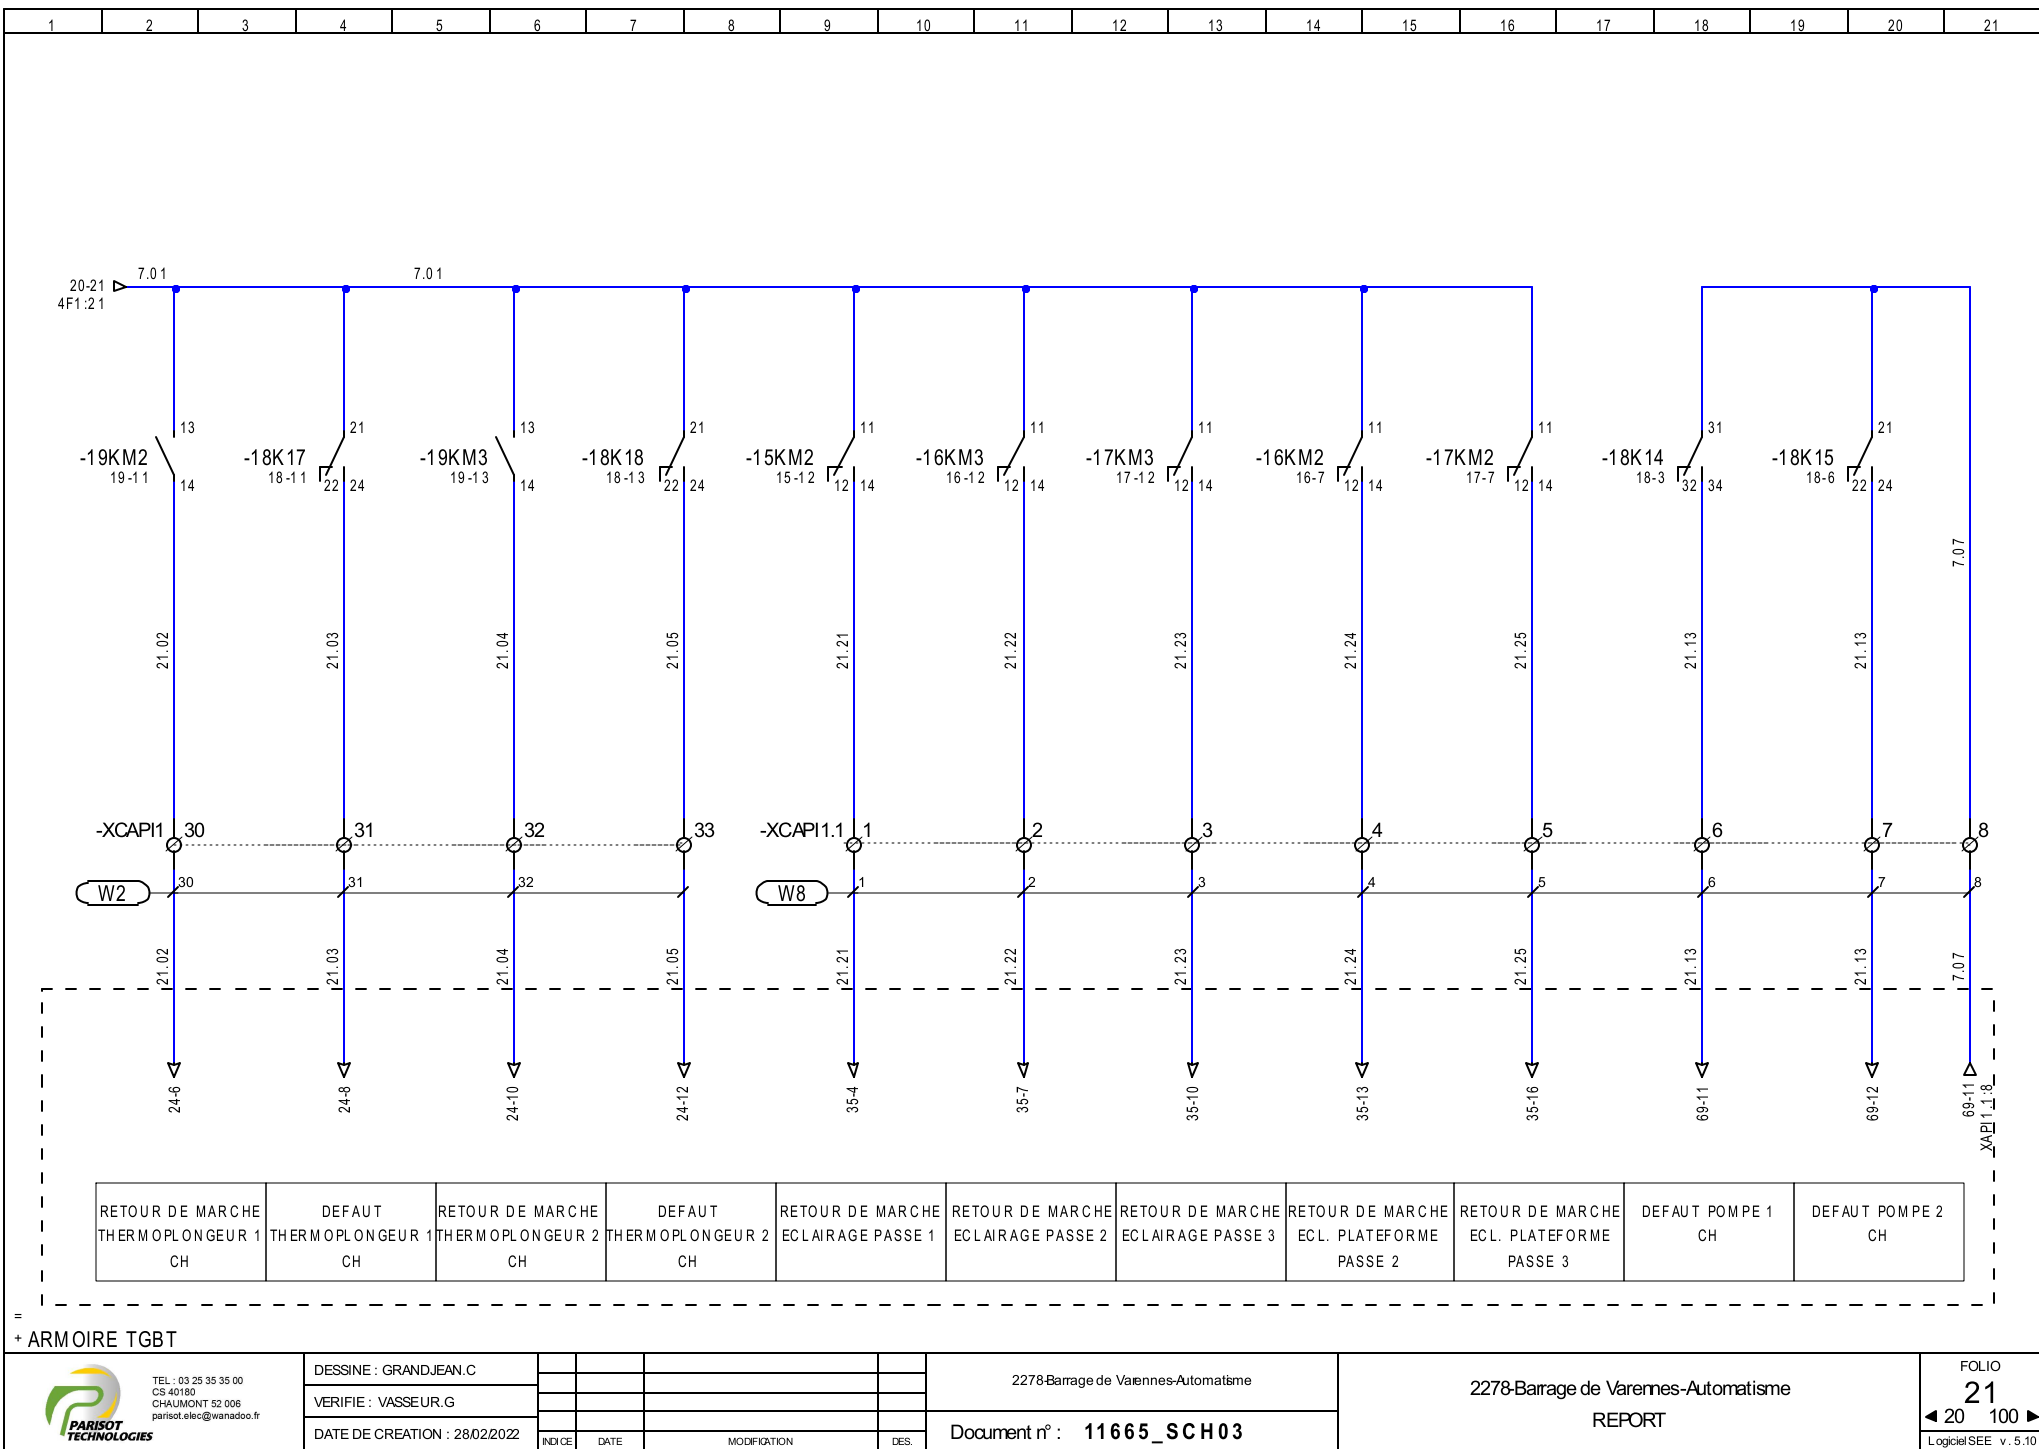 1 2 3 4 5 6 7 8 9 10 11 12 13 14 15 16 17 18 19 20 21
7.01 7.01
20-21
4F1:21
13 21 13 21 11 11 11 11 11 31 21
-19KM2 -18K17 -19KM3 -18K18 -15KM2 -16KM3 -17KM3 -16KM2 -17KM2 -18K14 -18K15
19-11 18-11 19-13 18-13 15-12 16-12 17-12 16-7 17-7 18-3 18-6
14 22 24 14 22 24 12 14 12 14 12 14 12 14 12 14 32 34 22 24
7.07
21.02 21.03 21.04 21.05 21.21 21.22 21.23 21.24 21.25 21.13 21.13
-XCAPI1 30 31 32 33 -XCAPI1.1 1 2 3 4 5 6 7 8
W2 30 31 32 W8 1 2 3 4 5 6 7 8
21.02 21.03 21.04 21.05 21.21 21.22 21.23 21.24 21.25 21.13 21.13 7.07
24-6 24-8 24-10 24-12 35-4 35-7 35-10 35-13 35-16 69-11 69-12 69-11
XAPI1.1:8
RETOUR DE MARCHE
THERMOPLONGEUR 1
CH
DEFAUT
THERMOPLONGEUR 1
CH
RETOUR DE MARCHE
THERMOPLONGEUR 2
CH
DEFAUT
THERMOPLONGEUR 2
CH
RETOUR DE MARCHE
ECLAIRAGE PASSE 1
RETOUR DE MARCHE
ECLAIRAGE PASSE 2
RETOUR DE MARCHE
ECLAIRAGE PASSE 3
RETOUR DE MARCHE
ECL. PLATEFORME
PASSE 2
RETOUR DE MARCHE
ECL. PLATEFORME
PASSE 3
DEFAUT POMPE 1
CH
DEFAUT POMPE 2
CH
=
+ ARMOIRE TGBT
PARISOT
TECHNOLOGIES
TEL : 03 25 35 35 00
CS 40180
CHAUMONT 52 006
parisot.elec@wanadoo.fr
DESSINE : GRANDJEAN.C
VERIFIE : VASSEUR.G
DATE DE CREATION : 28/02/2022
INDICE DATE MODIFICATION DES.
2278-Barrage de Varennes-Automatisme
Document n° : 11665_SCH03
2278-Barrage de Varennes-Automatisme
REPORT
FOLIO
21
◄ 20 100 ►
Logiciel SEE v. 5.10